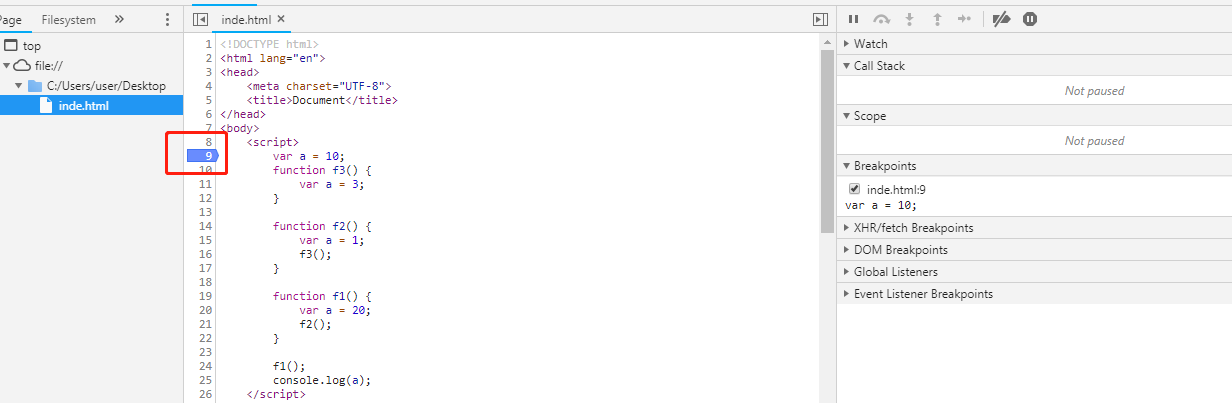 Page Filesystem »
top
file://
C:/Users/user/Desktop
inde.html
inde.html ×
1 <!DOCTYPE html>
2 <html lang="en">
3 <head>
4     <meta charset="UTF-8">
5     <title>Document</title>
6 </head>
7 <body>
8     <script>
9         var a = 10;
10         function f3() {
11             var a = 3;
12         }
13
14         function f2() {
15             var a = 1;
16             f3();
17         }
18
19         function f1() {
20             var a = 20;
21             f2();
22         }
23
24         f1();
25         console.log(a);
26     </script>
Watch
Call Stack
Not paused
Scope
Not paused
Breakpoints
inde.html:9
var a = 10;
XHR/fetch Breakpoints
DOM Breakpoints
Global Listeners
Event Listener Breakpoints